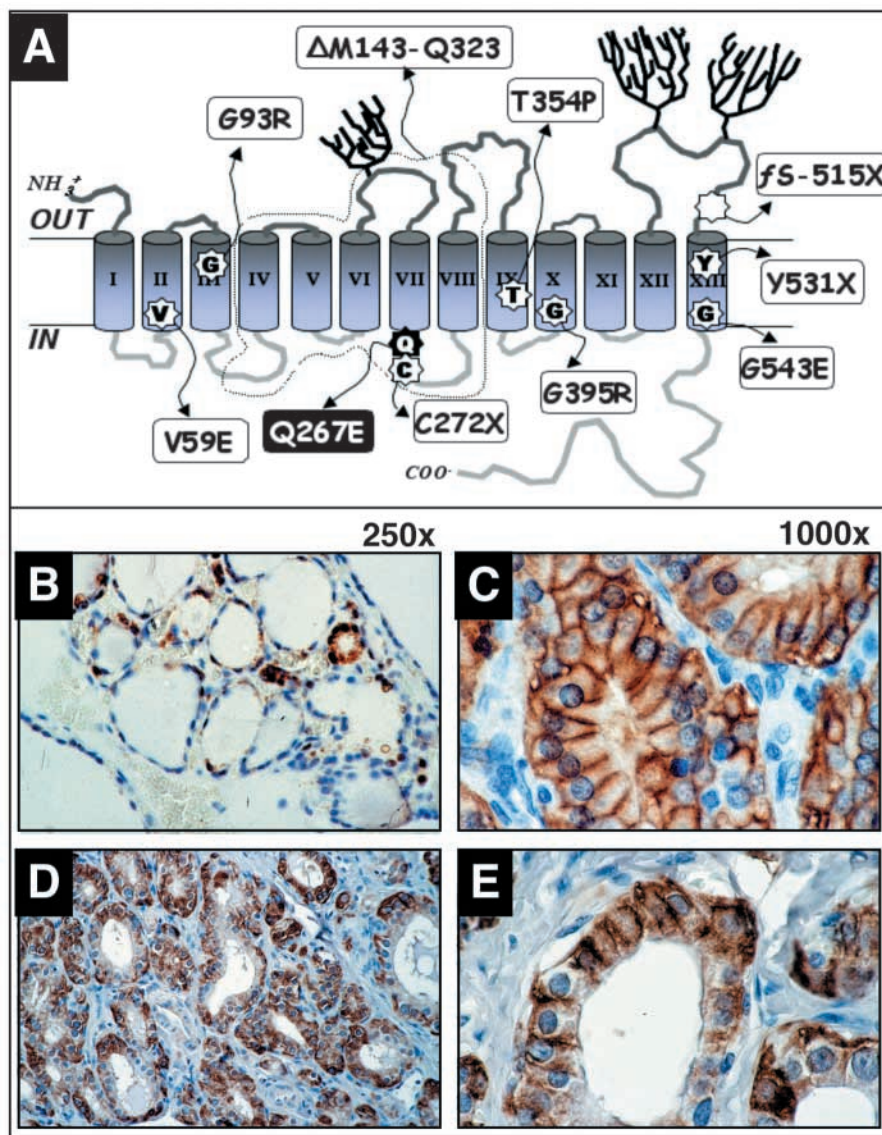 A
ΔM143-Q323
G93R
T354P
NH3+
OUT
fS-515X
I II III IV V VI VII VIII IX X XI XII XIII
G
Y
V
T
G
G
Y531X
IN
Q
C
G543E
V59E
Q267E
C272X
G395R
COO-
250x
1000x
B
C
D
E